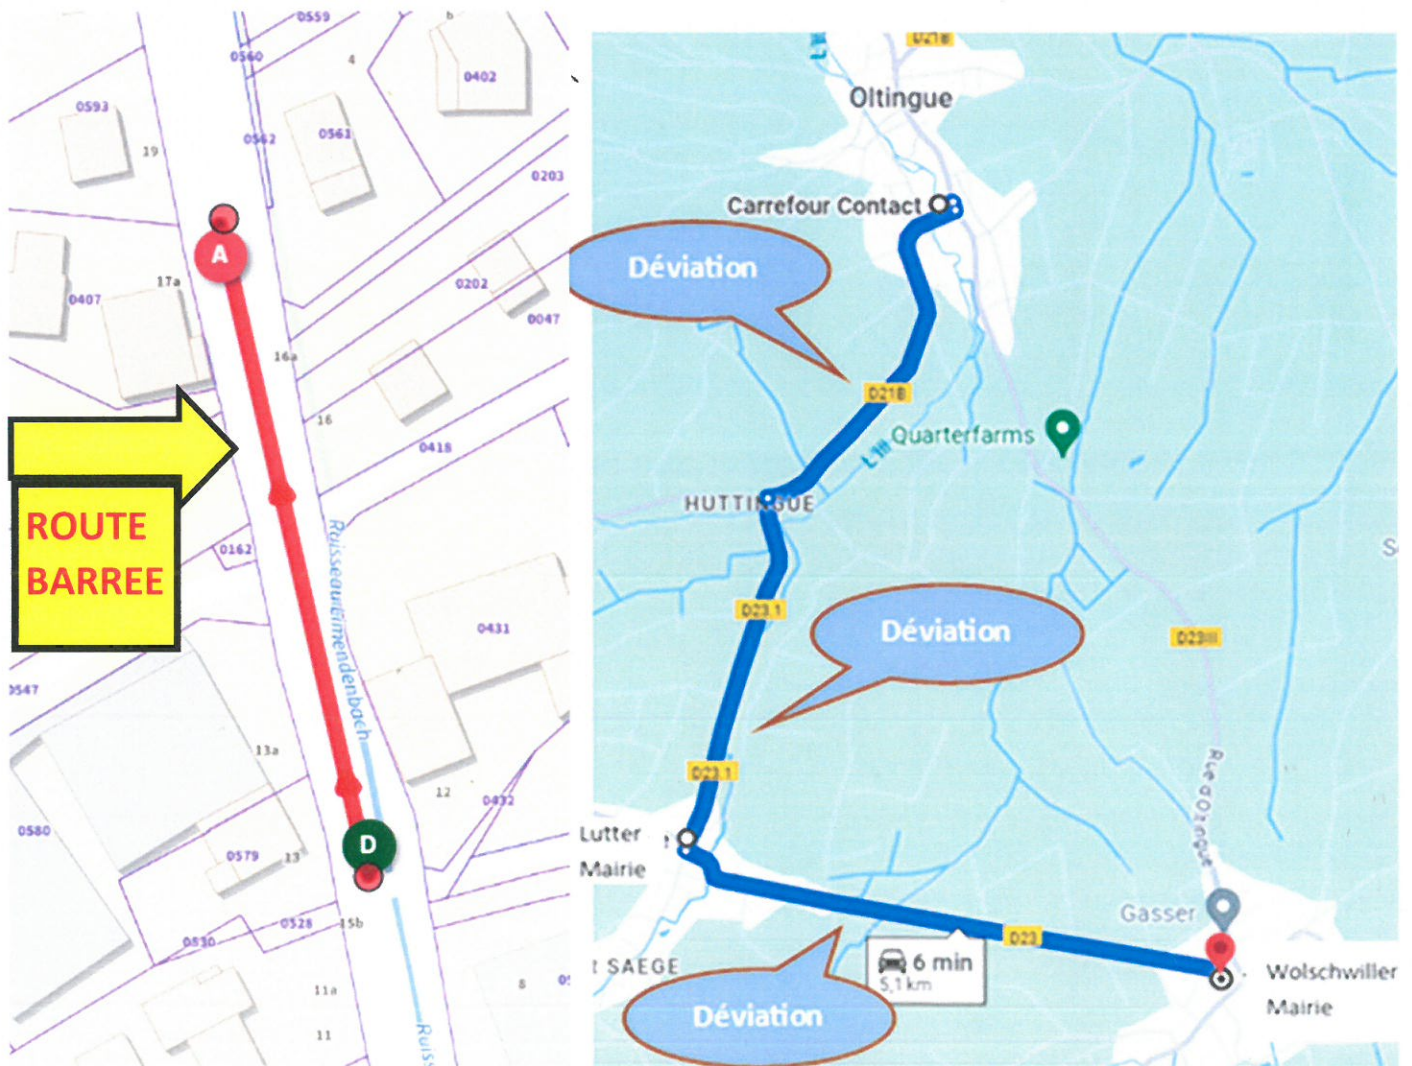 0559
6
0560
4
0402
0593
0562
0561
19
0203
A
17a
0407
0202
0047
16a
16
0418
ROUTE
BARREE
0162
0431
0547
13a
12
0432
0580
D
0579
13
15b
0528
0530
11a
8
11
D21B
Oltingue
Carrefour Contact
Déviation
D21B
Quarterfarms
L'Ill
HUTTINGUE
D23.1
Déviation
D23III
D23.1
Lutter
Mairie
Gasser
D23
6 min
5,1 km
SAEGE
Wolschwiller
Mairie
Déviation